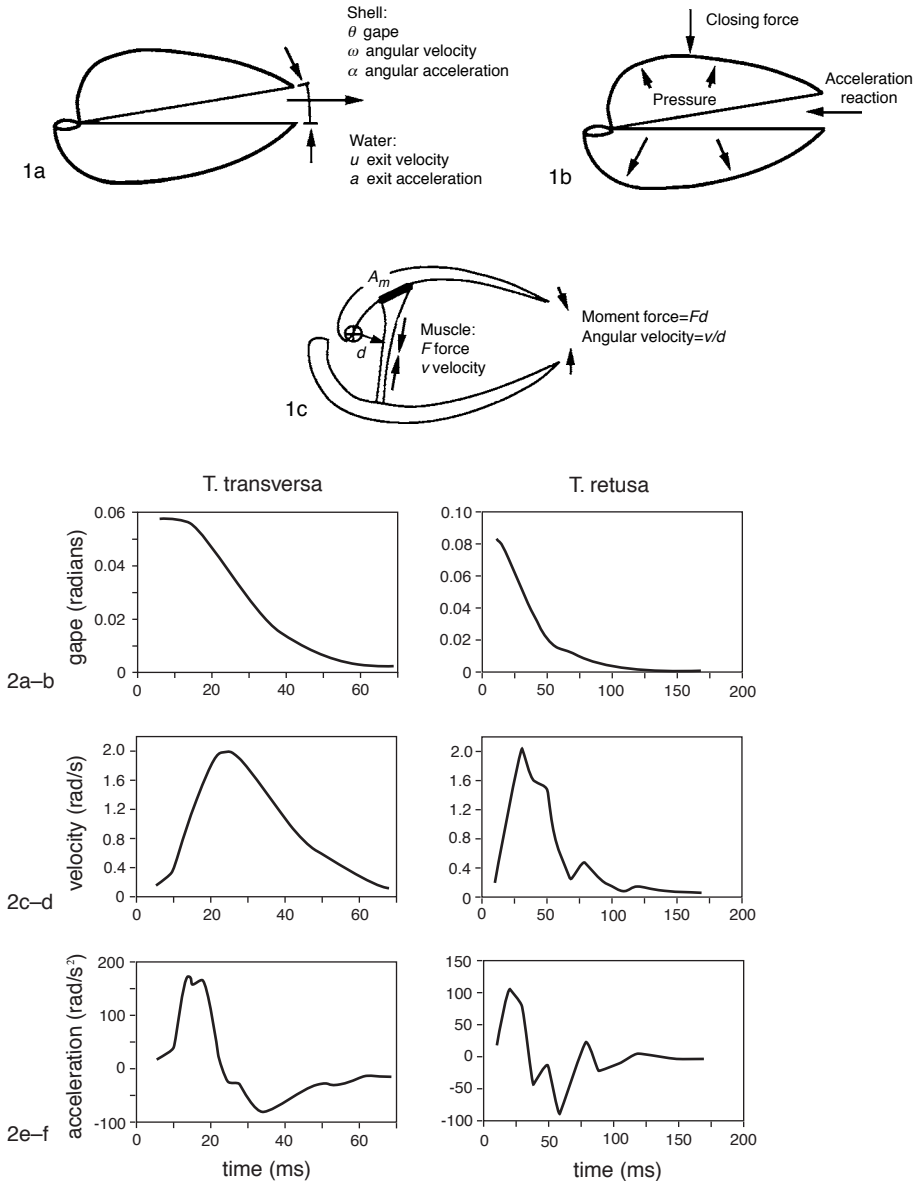 Shell:
θ gape
ω angular velocity
α angular acceleration
Water:
u exit velocity
a exit acceleration
1a
Closing force
Pressure
Acceleration
reaction
1b
A_m
d
Muscle:
F force
v velocity
Moment force=Fd
Angular velocity=v/d
1c
T. transversa
T. retusa
gape (radians)
0.06
0.04
0.02
0
0 20 40 60
0.10
0.08
0.06
0.04
0.02
0
0 50 100 150 200
2a–b
velocity (rad/s)
2.0
1.6
1.2
0.8
0.4
0
0 20 40 60
2.0
1.6
1.2
0.8
0.4
0
0 50 100 150 200
2c–d
acceleration (rad/s²)
200
100
0
-100
0 20 40 60
150
100
50
0
-50
-100
0 50 100 150 200
2e–f
time (ms)
time (ms)